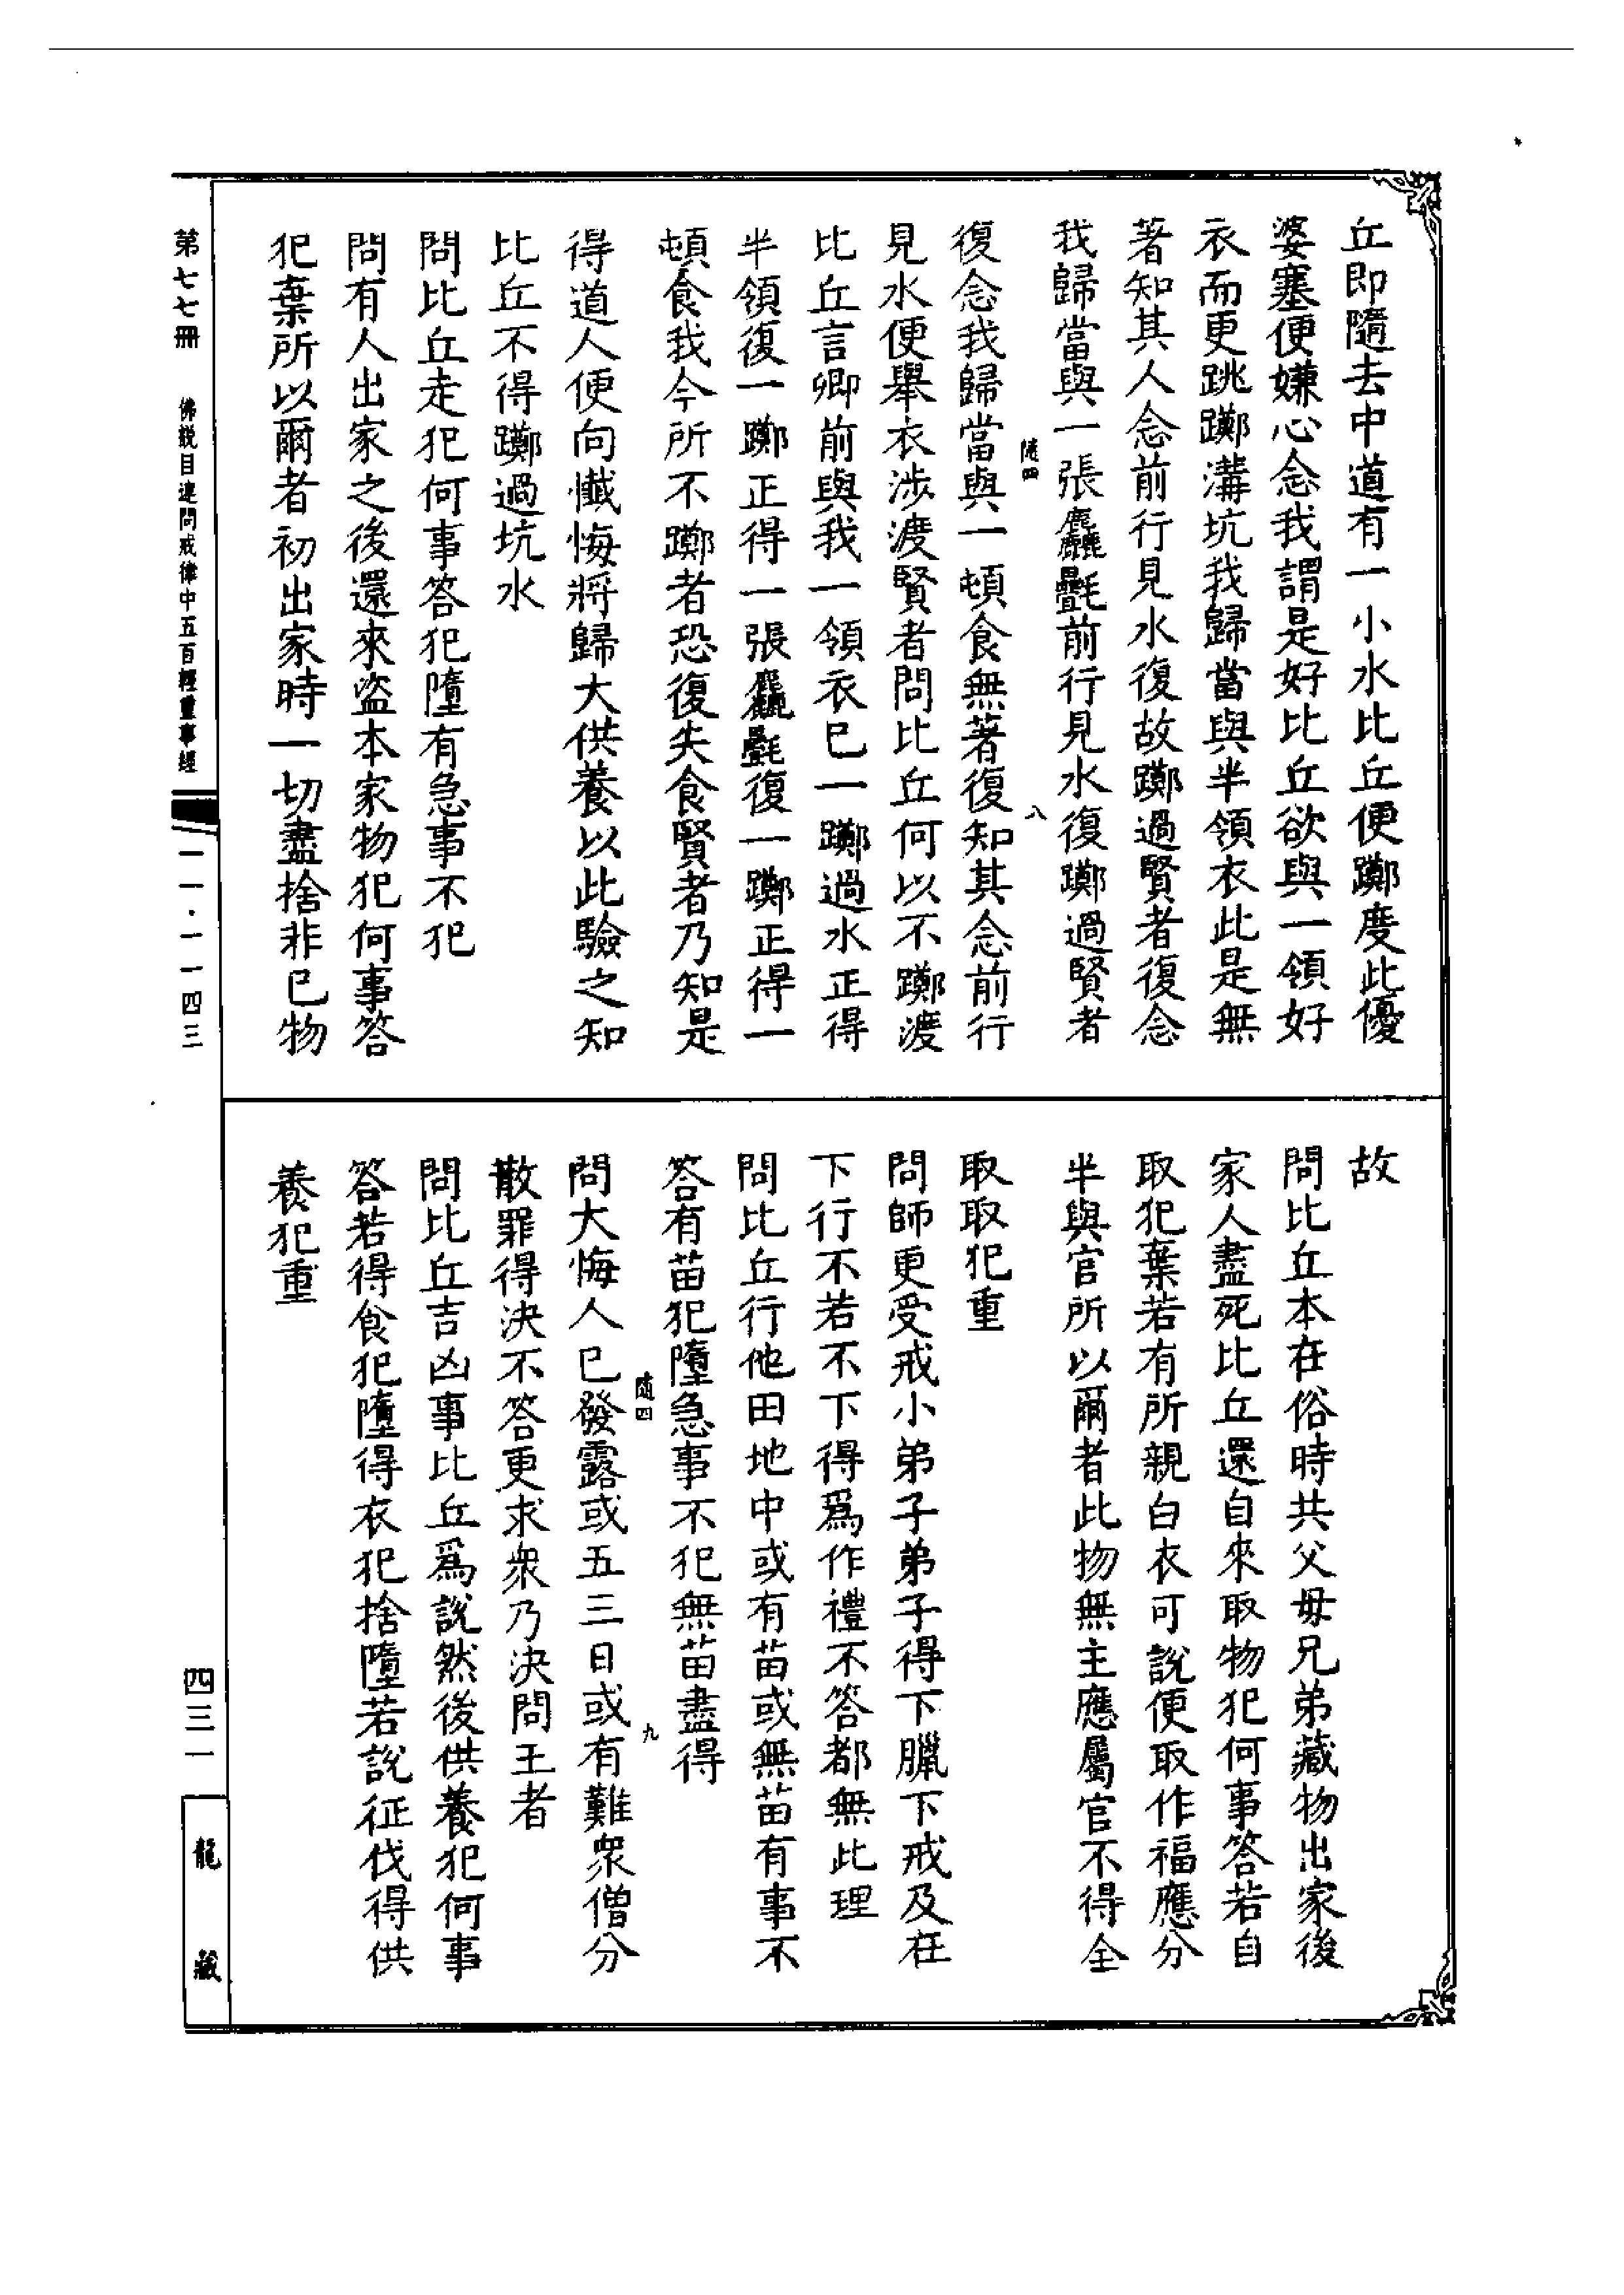 丘即隨去中道有一小水比丘便躑度此優
婆塞便嫌心念我謂是好比丘欲與一領好
衣而更跳躑溝坑我歸當與半領衣此是無
著知其人念前行見水復故躑過賢者復念
我歸當與一張麤㲲前行見水復躑過賢者
隨四
八
復念我歸當與一頓食無著復知其念前行
見水便舉衣涉渡賢者問比丘何以不躑渡
比丘言卿前與我一領衣已一躑過水正得
半領復一躑正得一張麤㲲復一躑正得一
頓食我今所不躑者恐復失食賢者乃知是
得道人便向懺悔將歸大供養以此驗之知
比丘不得躑過坑水
問比丘走犯何事答犯墮有急事不犯
問有人出家之後還來盜本家物犯何事答
犯棄所以爾者初出家時一切盡捨非已物
故
問比丘本在俗時共父母兄弟藏物出家後
家人盡死比丘還自來取物犯何事答若自
取犯棄若有所親白衣可說便取作福應分
半與官所以爾者此物無主應屬官不得全
取取犯重
問師更受戒小弟子弟子得下臘下戒及在
下行不若不下得爲作禮不答都無此理
問比丘行他田地中或有苗或無苗有事不
答有苗犯墮急事不犯無苗盡得
隨四
九
問大悔人已發露或五三日或有難衆僧分
散罪得決不答更求衆乃決問王者
問比丘吉凶事比丘爲說然後供養犯何事
答若得食犯墮得衣犯捨墮若說征伐得供
養犯重
第七七冊
佛說目連問戒律中五百輕重事經
一一·一一四三
四三一
龍藏